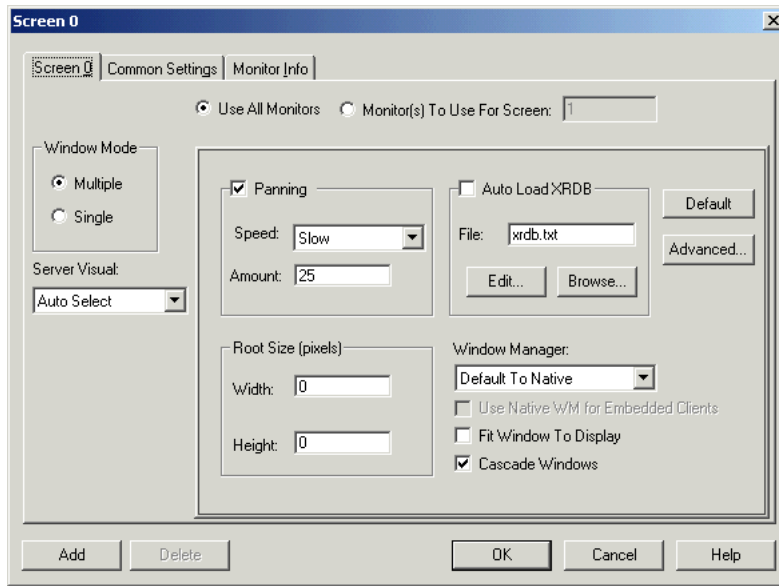 Screen 0
Screen 0 Common Settings Monitor Info
Use All Monitors Monitor(s) To Use For Screen: 1
Window Mode
Multiple
Single
Server Visual:
Auto Select
Panning
Speed: Slow
Amount: 25
Auto Load XRDB
File: xrdb.txt
Edit... Browse...
Default
Advanced...
Root Size (pixels)
Width: 0
Height: 0
Window Manager:
Default To Native
Use Native WM for Embedded Clients
Fit Window To Display
Cascade Windows
Add Delete OK Cancel Help